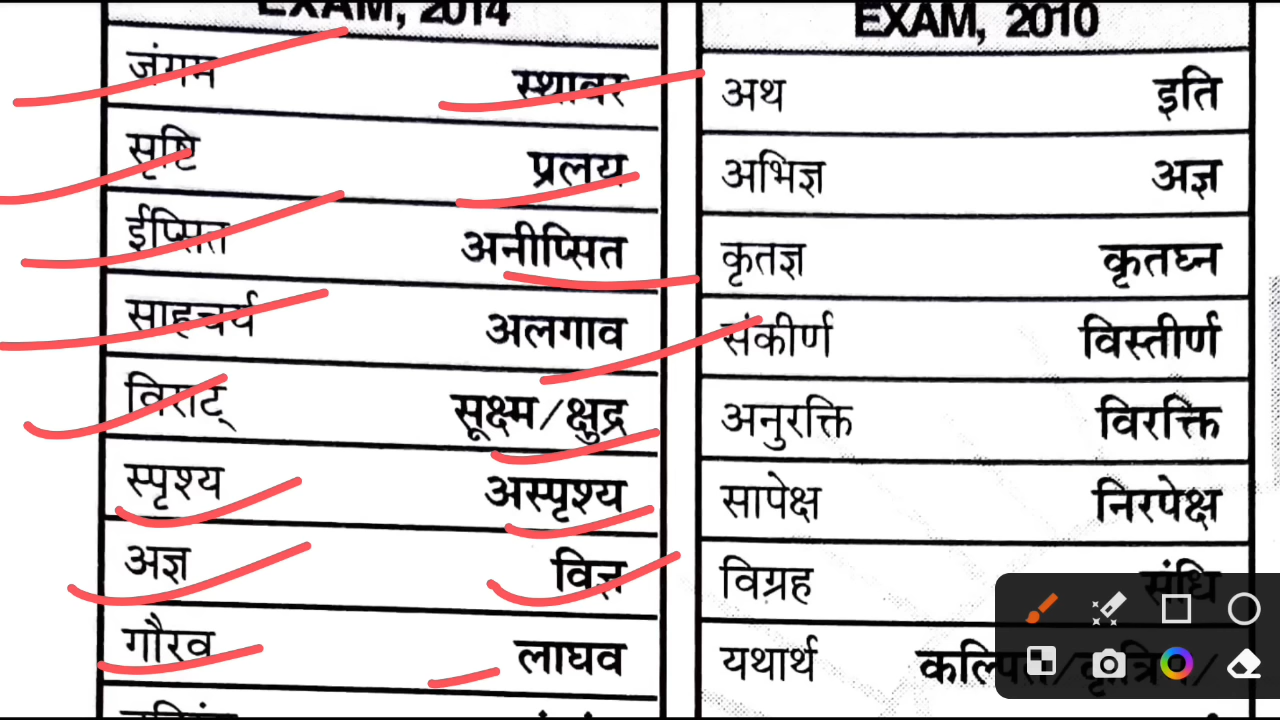 EXAM, 2014
जंगम स्थावर
सृष्टि प्रलय
ईप्सित अनीप्सित
साहचर्य अलगाव
विराट् सूक्ष्म/क्षुद्र
स्पृश्य अस्पृश्य
अज्ञ विज्ञ
गौरव लाघव
EXAM, 2010
अथ इति
अभिज्ञ अज्ञ
कृतज्ञ कृतघ्न
संकीर्ण विस्तीर्ण
अनुरक्ति विरक्ति
सापेक्ष निरपेक्ष
विग्रह संधि
यथार्थ कल्पित/कृत्रिम/